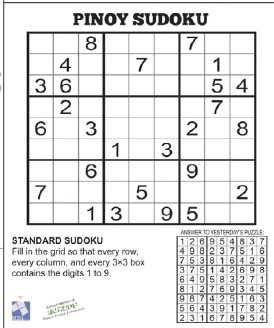 PINOY SUDOKU
8 7
4 7 1
3 6 5 4
2 7
6 3 2 8
1 3
6 9
7 5 2
1 3 9 5
STANDARD SUDOKU
Fill in the grid so that every row,
every column, and every 3×3 box
contains the digits 1 to 9.
ANSWER TO YESTERDAY'S PUZZLE:
1 2 6 9 5 4 8 3 7
4 9 8 2 3 7 5 1 6
7 5 3 8 1 6 4 2 9
3 7 5 1 4 2 6 9 8
6 4 9 5 8 3 2 7 1
8 1 2 7 6 9 3 4 5
9 8 7 4 2 5 1 6 3
5 6 4 3 9 1 7 8 2
2 3 1 6 7 8 9 5 4